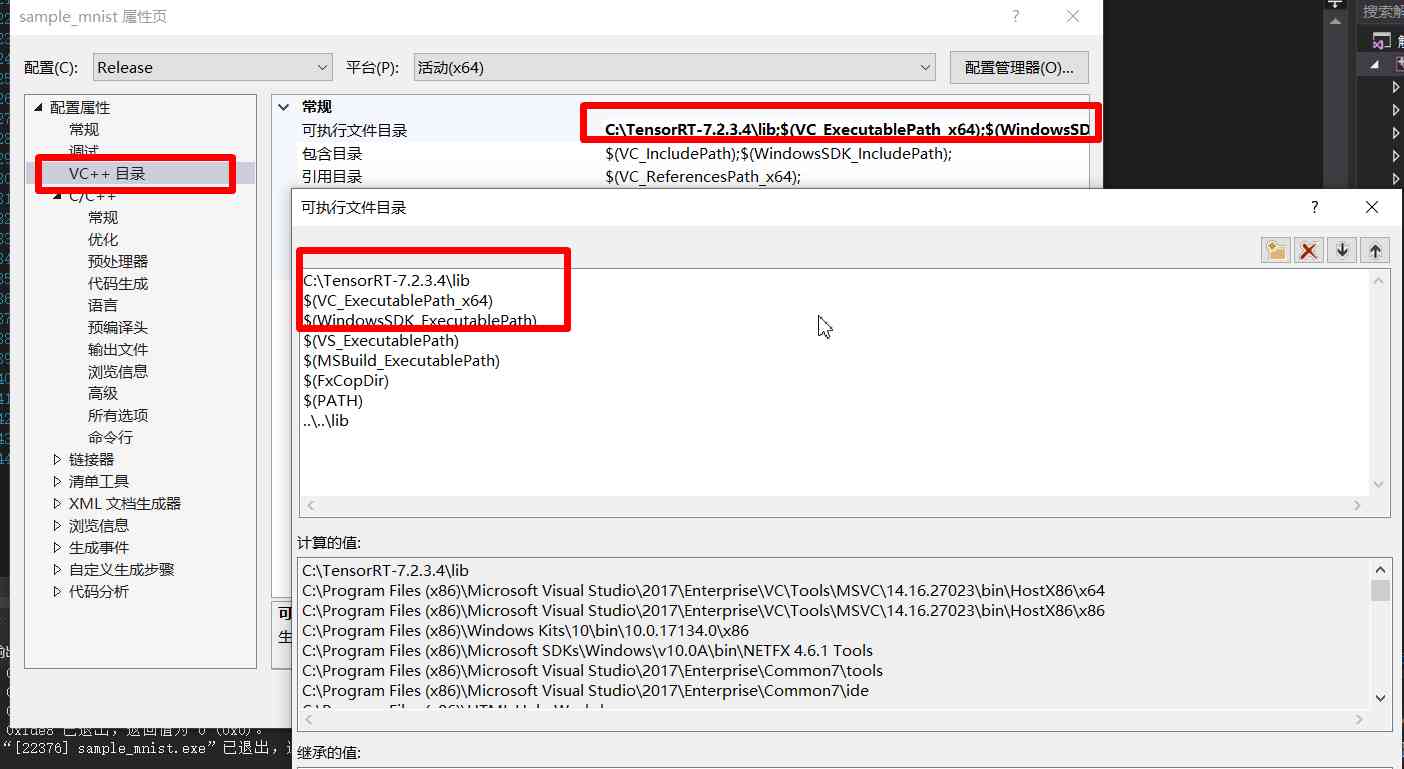 sample_mnist 属性页
搜索解
配置(C):
Release
平台(P):
活动(x64)
配置管理器(O)...
配置属性
常规
调试
VC++ 目录
C/C++
常规
优化
预处理器
代码生成
语言
预编译头
输出文件
浏览信息
高级
所有选项
命令行
链接器
清单工具
XML 文档生成器
浏览信息
生成事件
自定义生成步骤
代码分析
常规
可执行文件目录
C:\TensorRT-7.2.3.4\lib;$(VC_ExecutablePath_x64);$(WindowsSD
包含目录
$(VC_IncludePath);$(WindowsSDK_IncludePath);
引用目录
$(VC_ReferencesPath_x64);
可执行文件目录
C:\TensorRT-7.2.3.4\lib
$(VC_ExecutablePath_x64)
$(WindowsSDK_ExecutablePath)
$(VS_ExecutablePath)
$(MSBuild_ExecutablePath)
$(FxCopDir)
$(PATH)
..\..\lib
计算的值:
C:\TensorRT-7.2.3.4\lib
C:\Program Files (x86)\Microsoft Visual Studio\2017\Enterprise\VC\Tools\MSVC\14.16.27023\bin\HostX86\x64
C:\Program Files (x86)\Microsoft Visual Studio\2017\Enterprise\VC\Tools\MSVC\14.16.27023\bin\HostX86\x86
C:\Program Files (x86)\Windows Kits\10\bin\10.0.17134.0\x86
C:\Program Files (x86)\Microsoft SDKs\Windows\v10.0A\bin\NETFX 4.6.1 Tools
C:\Program Files (x86)\Microsoft Visual Studio\2017\Enterprise\Common7\tools
C:\Program Files (x86)\Microsoft Visual Studio\2017\Enterprise\Common7\ide
继承的值:
可
生
0x1de8 已退出，返回值为 0 (0x0)。
“[22376] sample_mnist.exe”已退出，